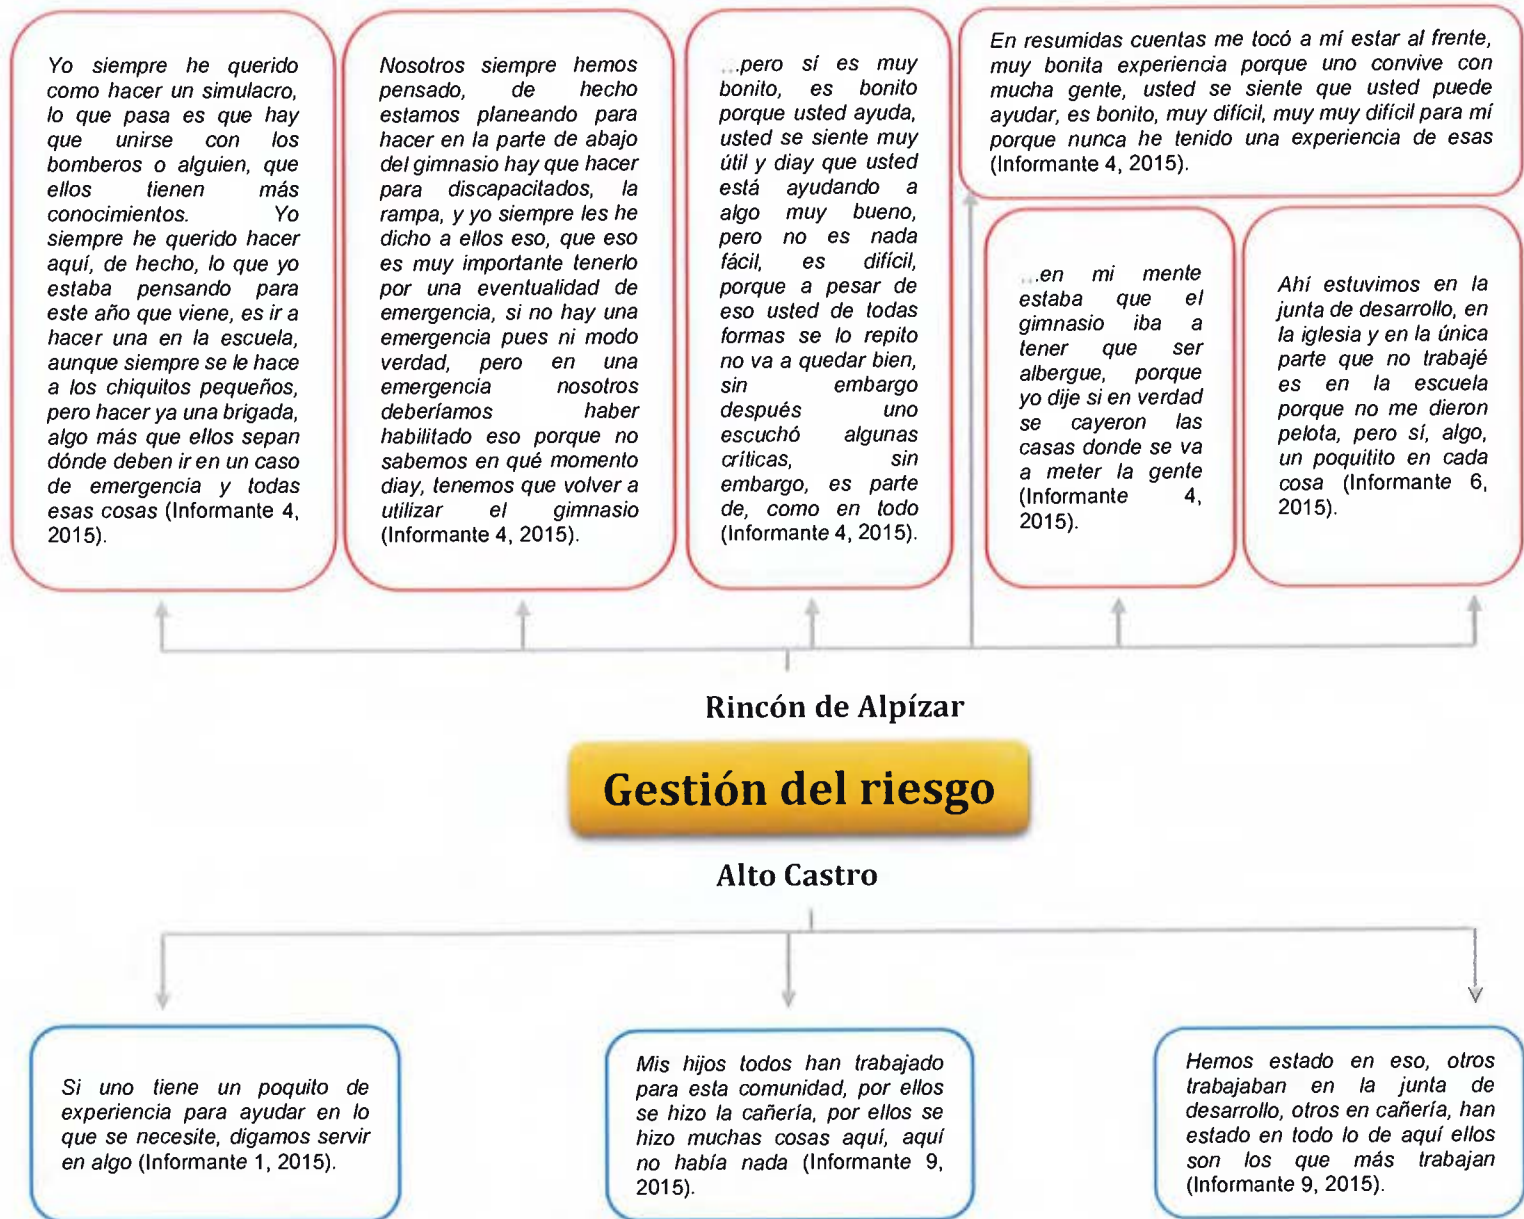 Yo siempre he querido
como hacer un simulacro,
lo que pasa es que hay
que unirse con los
bomberos o alguien, que
ellos tienen más
conocimientos. Yo
siempre he querido hacer
aquí, de hecho, lo que yo
estaba pensando para
este año que viene, es ir a
hacer una en la escuela,
aunque siempre se le hace
a los chiquitos pequeños,
pero hacer ya una brigada,
algo más que ellos sepan
dónde deben ir en un caso
de emergencia y todas
esas cosas (Informante 4,
2015).
Nosotros siempre hemos
pensado, de hecho
estamos planeando para
hacer en la parte de abajo
del gimnasio hay que hacer
para discapacitados, la
rampa, y yo siempre les he
dicho a ellos eso, que eso
es muy importante tenerlo
por una eventualidad de
emergencia, si no hay una
emergencia pues ni modo
verdad, pero en una
emergencia nosotros
deberíamos haber
habilitado eso porque no
sabemos en qué momento
diay, tenemos que volver a
utilizar el gimnasio
(Informante 4, 2015).
...pero sí es muy
bonito, es bonito
porque usted ayuda,
usted se siente muy
útil y diay que usted
está ayudando a
algo muy bueno,
pero no es nada
fácil, es difícil,
porque a pesar de
eso usted de todas
formas se lo repito
no va a quedar bien,
sin embargo
después uno
escuchó algunas
críticas, sin
embargo, es parte
de, como en todo
(Informante 4, 2015).
En resumidas cuentas me tocó a mí estar al frente,
muy bonita experiencia porque uno convive con
mucha gente, usted se siente que usted puede
ayudar, es bonito, muy difícil, muy muy difícil para mí
porque nunca he tenido una experiencia de esas
(Informante 4, 2015).
...en mi mente
estaba que el
gimnasio iba a
tener que ser
albergue, porque
yo dije si en verdad
se cayeron las
casas donde se va
a meter la gente
(Informante 4,
2015).
Ahí estuvimos en la
junta de desarrollo, en
la iglesia y en la única
parte que no trabajé
es en la escuela
porque no me dieron
pelota, pero sí, algo,
un poquitito en cada
cosa (Informante 6,
2015).
Rincón de Alpízar
Gestión del riesgo
Alto Castro
Si uno tiene un poquito de
experiencia para ayudar en lo
que se necesite, digamos servir
en algo (Informante 1, 2015).
Mis hijos todos han trabajado
para esta comunidad, por ellos
se hizo la cañería, por ellos se
hizo muchas cosas aquí, aquí
no había nada (Informante 9,
2015).
Hemos estado en eso, otros
trabajaban en la junta de
desarrollo, otros en cañería, han
estado en todo lo de aquí ellos
son los que más trabajan
(Informante 9, 2015).